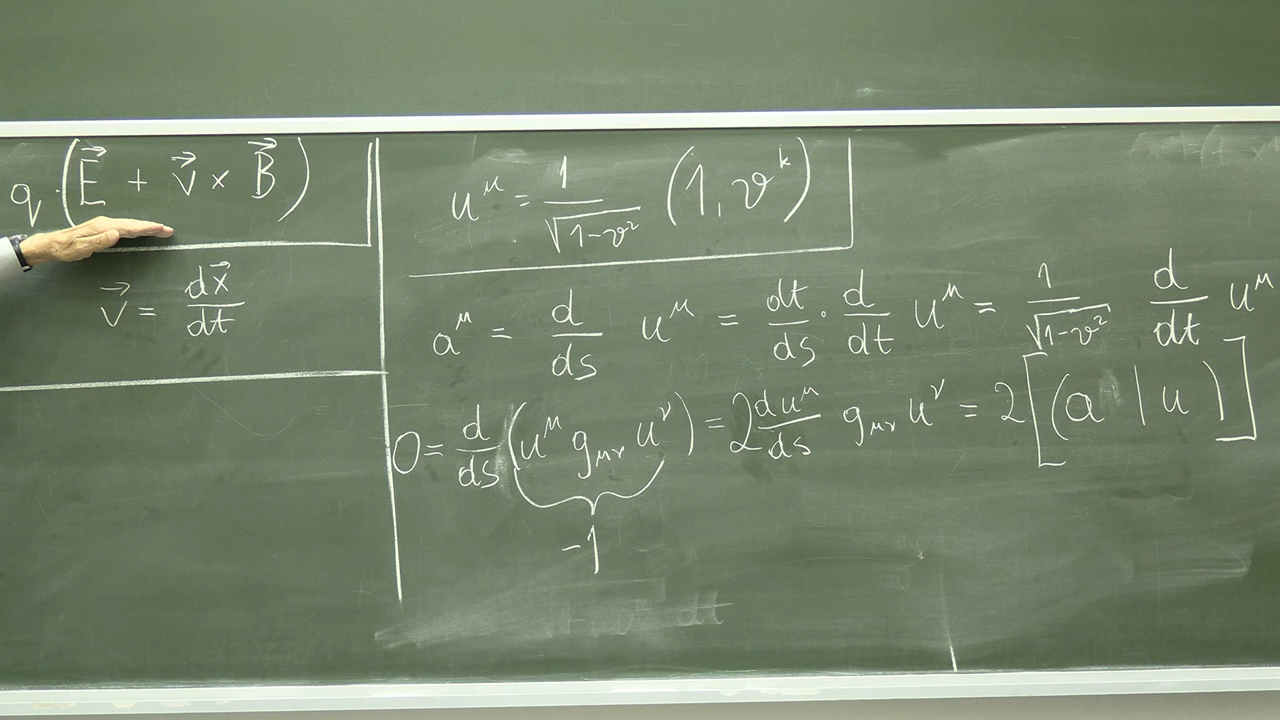 q·(E⃗ + v⃗ × B⃗)
v⃗ = dx⃗/dt
u^μ = 1/√(1-v²) (1, v^k)
a^μ = d/ds u^μ = dt/ds · d/dt u^μ = 1/√(1-v²) d/dt u^μ
0 = d/ds (u^μ g_μν u^ν) = 2 du^μ/ds g_μν u^ν = 2[(a | u)]
-1